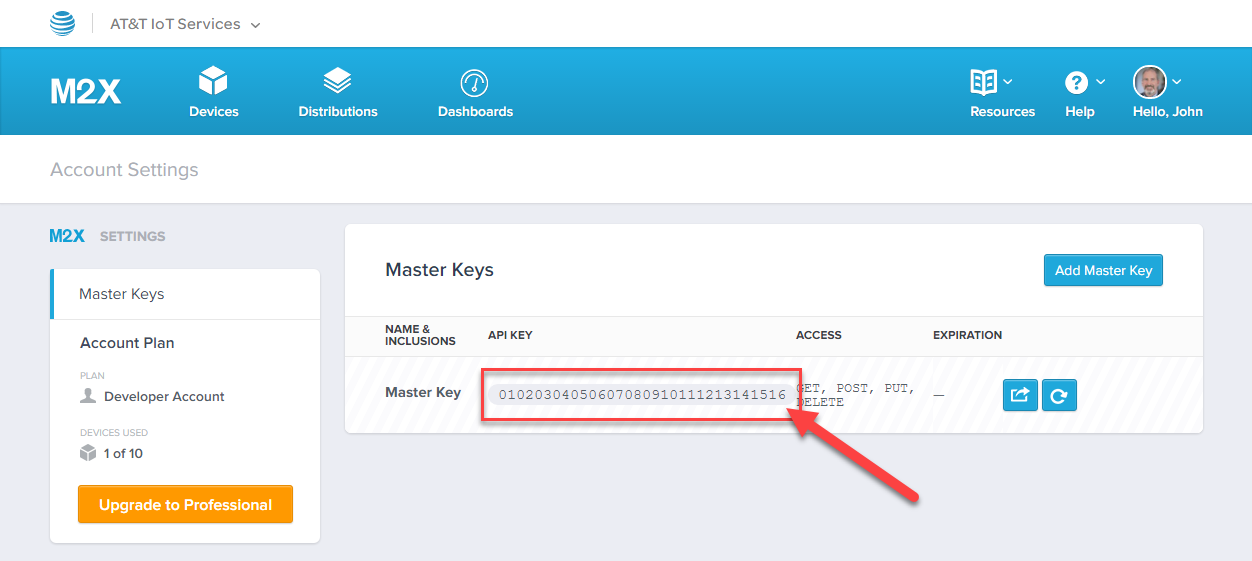 AT&T IoT Services
M2X
Devices
Distributions
Dashboards
Resources
Help
Hello, John
Account Settings
M2X SETTINGS
Master Keys
Account Plan
PLAN
Developer Account
DEVICES USED
1 of 10
Upgrade to Professional
Master Keys
Add Master Key
NAME &
INCLUSIONS
API KEY
ACCESS
EXPIRATION
Master Key
01020304050607080910111213141516
GET, POST, PUT,
DELETE
—